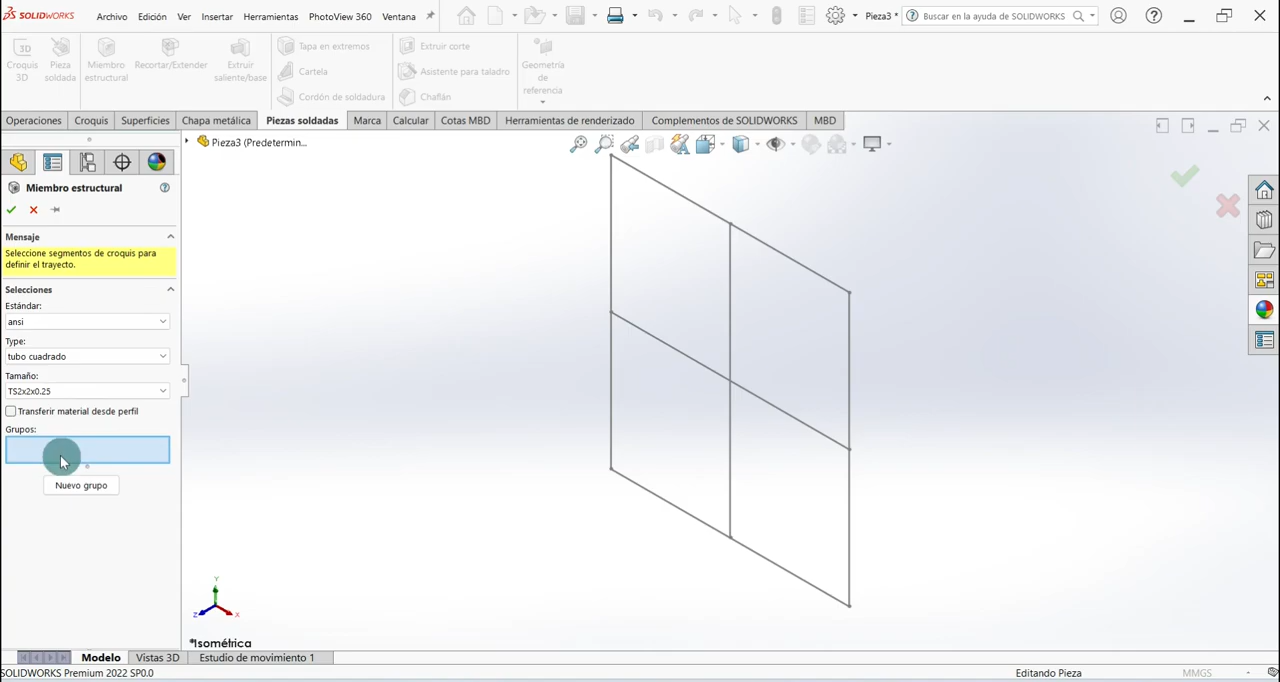 SOLIDWORKS
Archivo Edición Ver Insertar Herramientas PhotoView 360 Ventana
Pieza3 *
Buscar en la ayuda de SOLIDWORKS
3D
Croquis 3D
Pieza soldada
Miembro estructural
Recortar/Extender
Extruir saliente/base
Tapa en extremos
Cartela
Cordón de soldadura
Extruir corte
Asistente para taladro
Chaflán
Geometría de referencia
Operaciones Croquis Superficies Chapa metálica Piezas soldadas Marca Calcular Cotas MBD Herramientas de renderizado Complementos de SOLIDWORKS MBD
Pieza3 (Predetermin...
Miembro estructural
Mensaje
Seleccione segmentos de croquis para
definir el trayecto.
Selecciones
Estándar:
ansi
Type:
tubo cuadrado
Tamaño:
TS2x2x0.25
Transferir material desde perfil
Grupos:
Nuevo grupo
Y
Z
X
*Isométrica
Modelo Vistas 3D Estudio de movimiento 1
SOLIDWORKS Premium 2022 SP0.0
Editando Pieza
MMGS